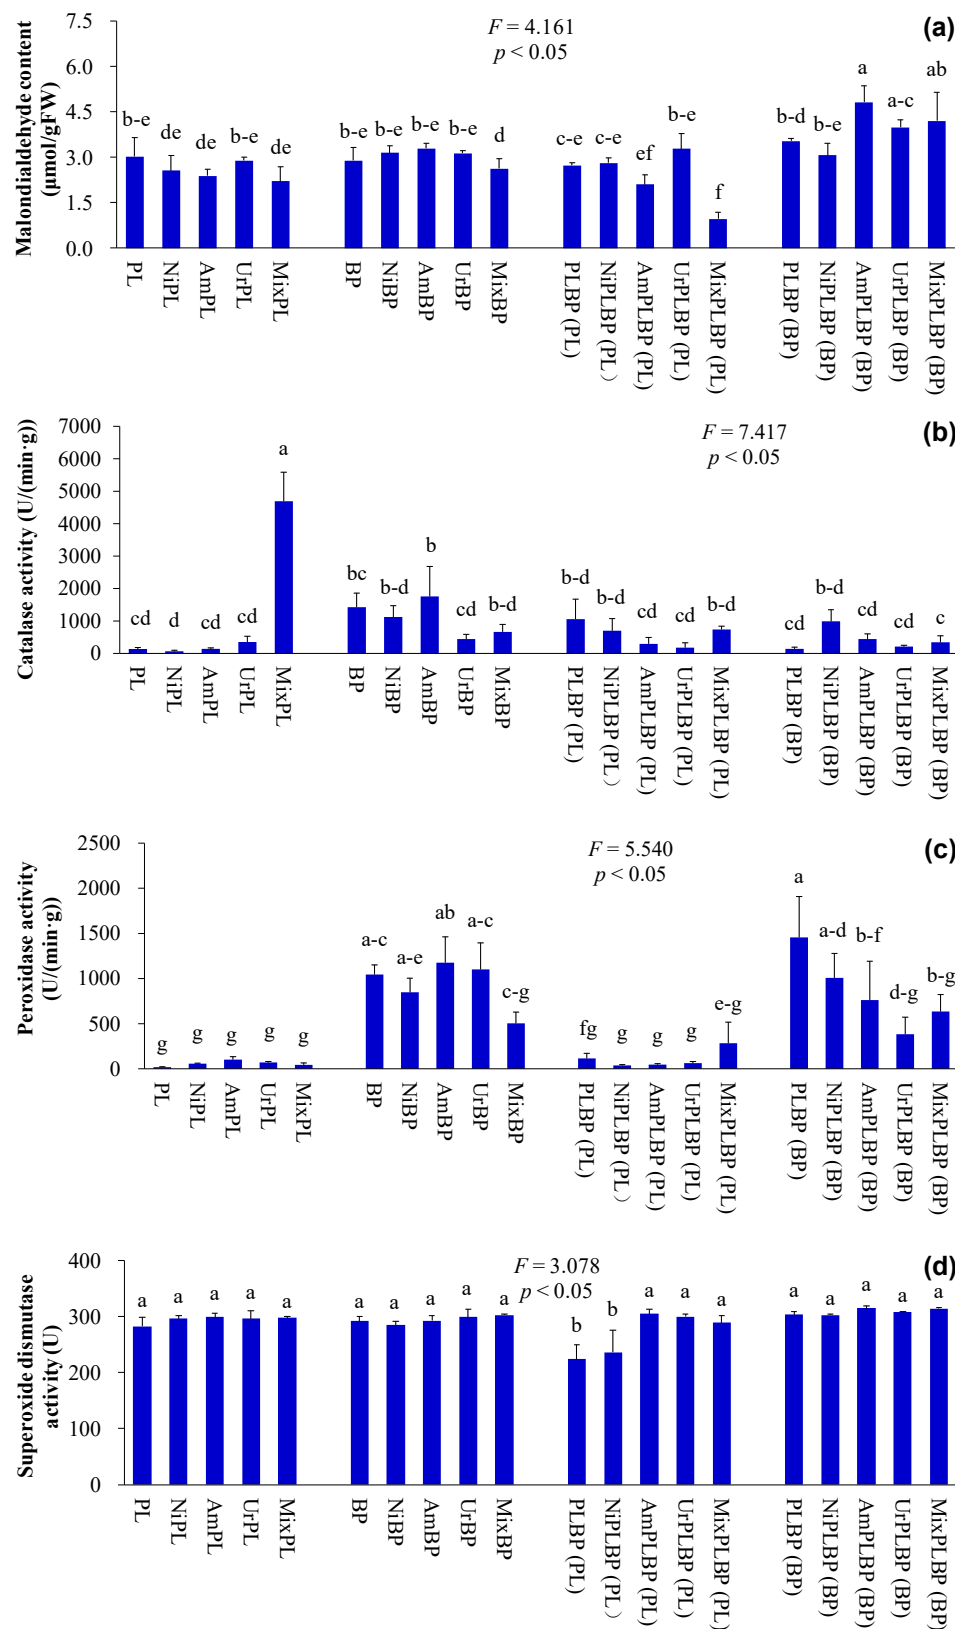 (a)
F = 4.161
p < 0.05
Malondialdehyde content
(μmol/gFW)
7.5
6.0
4.5
3.0
1.5
0.0
b-e de de b-e de b-e b-e b-e b-e d c-e c-e ef b-e f b-d b-e a a-c ab
PL NiPL AmPL UrPL MixPL BP NiBP AmBP UrBP MixBP PLBP (PL) NiPLBP (PL） AmPLBP (PL) UrPLBP (PL) MixPLBP (PL) PLBP (BP) NiPLBP (BP) AmPLBP (BP) UrPLBP (BP) MixPLBP (BP)
(b)
F = 7.417
p < 0.05
Catalase activity (U/(min·g))
7000
6000
5000
4000
3000
2000
1000
0
cd d cd cd a bc b-d b cd b-d b-d b-d cd cd b-d cd b-d cd cd c
PL NiPL AmPL UrPL MixPL BP NiBP AmBP UrBP MixBP PLBP (PL) NiPLBP (PL） AmPLBP (PL) UrPLBP (PL) MixPLBP (PL) PLBP (BP) NiPLBP (BP) AmPLBP (BP) UrPLBP (BP) MixPLBP (BP)
(c)
F = 5.540
p < 0.05
Peroxidase activity
(U/(min·g))
2500
2000
1500
1000
500
0
g g g g g a-c a-e ab a-c c-g fg g g g e-g a a-d b-f d-g b-g
PL NiPL AmPL UrPL MixPL BP NiBP AmBP UrBP MixBP PLBP (PL) NiPLBP (PL） AmPLBP (PL) UrPLBP (PL) MixPLBP (PL) PLBP (BP) NiPLBP (BP) AmPLBP (BP) UrPLBP (BP) MixPLBP (BP)
(d)
F = 3.078
p < 0.05
Superoxide dismutase
activity (U)
400
300
200
100
0
a a a a a a a a a a b b a a a a a a a a
PL NiPL AmPL UrPL MixPL BP NiBP AmBP UrBP MixBP PLBP (PL) NiPLBP (PL） AmPLBP (PL) UrPLBP (PL) MixPLBP (PL) PLBP (BP) NiPLBP (BP) AmPLBP (BP) UrPLBP (BP) MixPLBP (BP)